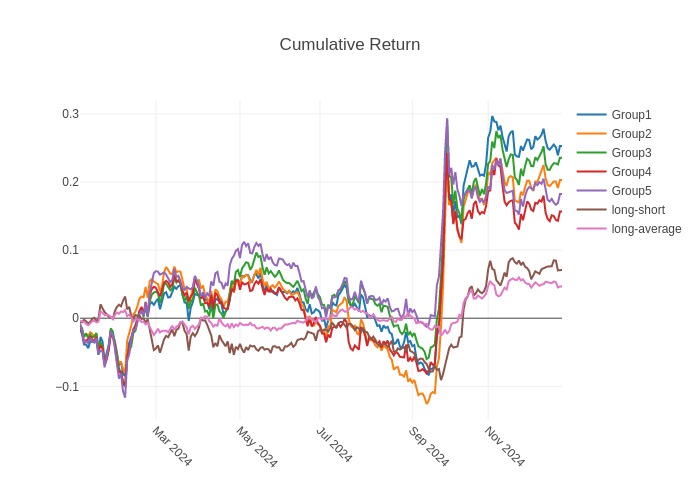 Cumulative Return
0.3
0.2
0.1
0
−0.1
Mar 2024
May 2024
Jul 2024
Sep 2024
Nov 2024
Group1
Group2
Group3
Group4
Group5
long-short
long-average